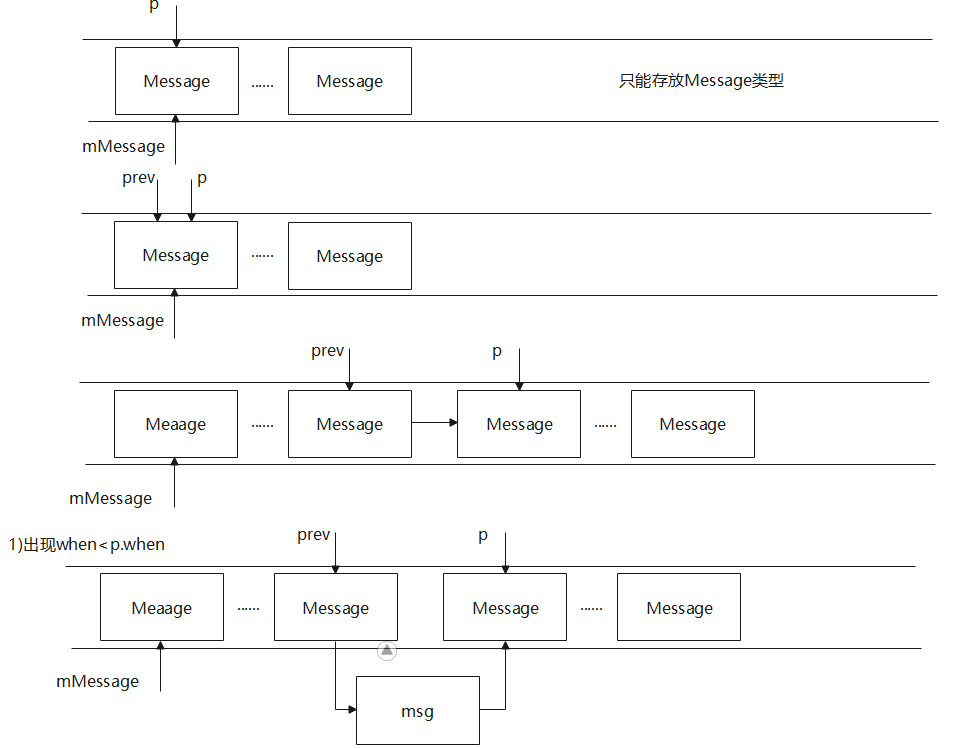 p
Message ...... Message 只能存放Message类型
mMessage
prev p
Message ...... Message
mMessage
prev p
Meaage ...... Message Message ...... Message
mMessage
1)出现when<p.when prev p
Meaage ...... Message Message ...... Message
mMessage
msg